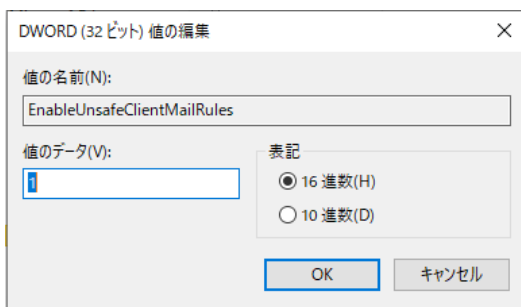 DWORD (32 ビット) 値の編集
値の名前(N):
EnableUnsafeClientMailRules
値のデータ(V):
1
表記
16 進数(H)
10 進数(D)
OK
キャンセル